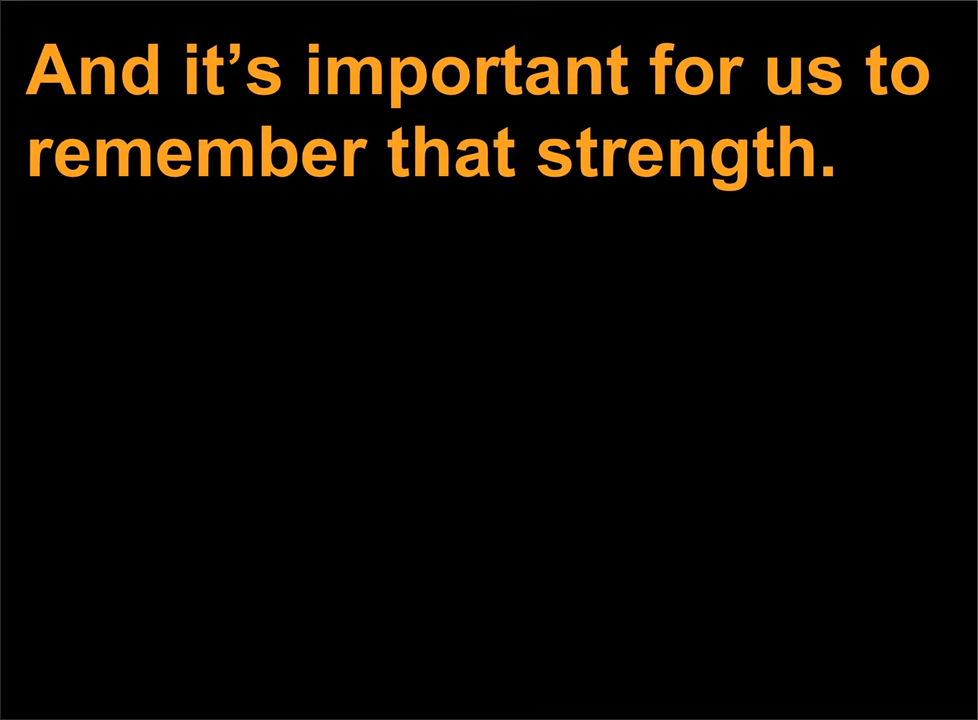 And it’s important for us to
remember that strength.